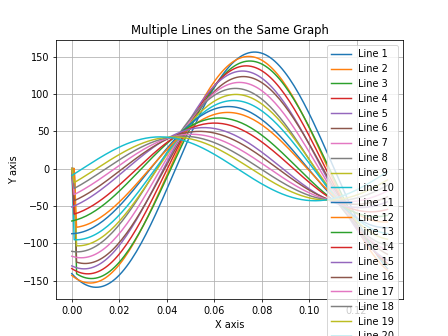 Multiple Lines on the Same Graph
Y axis
150
100
50
0
−50
−100
−150
0.00
0.02
0.04
0.06
0.08
0.10
X axis
Line 1
Line 2
Line 3
Line 4
Line 5
Line 6
Line 7
Line 8
Line 9
Line 10
Line 11
Line 12
Line 13
Line 14
Line 15
Line 16
Line 17
Line 18
Line 19
Line 20